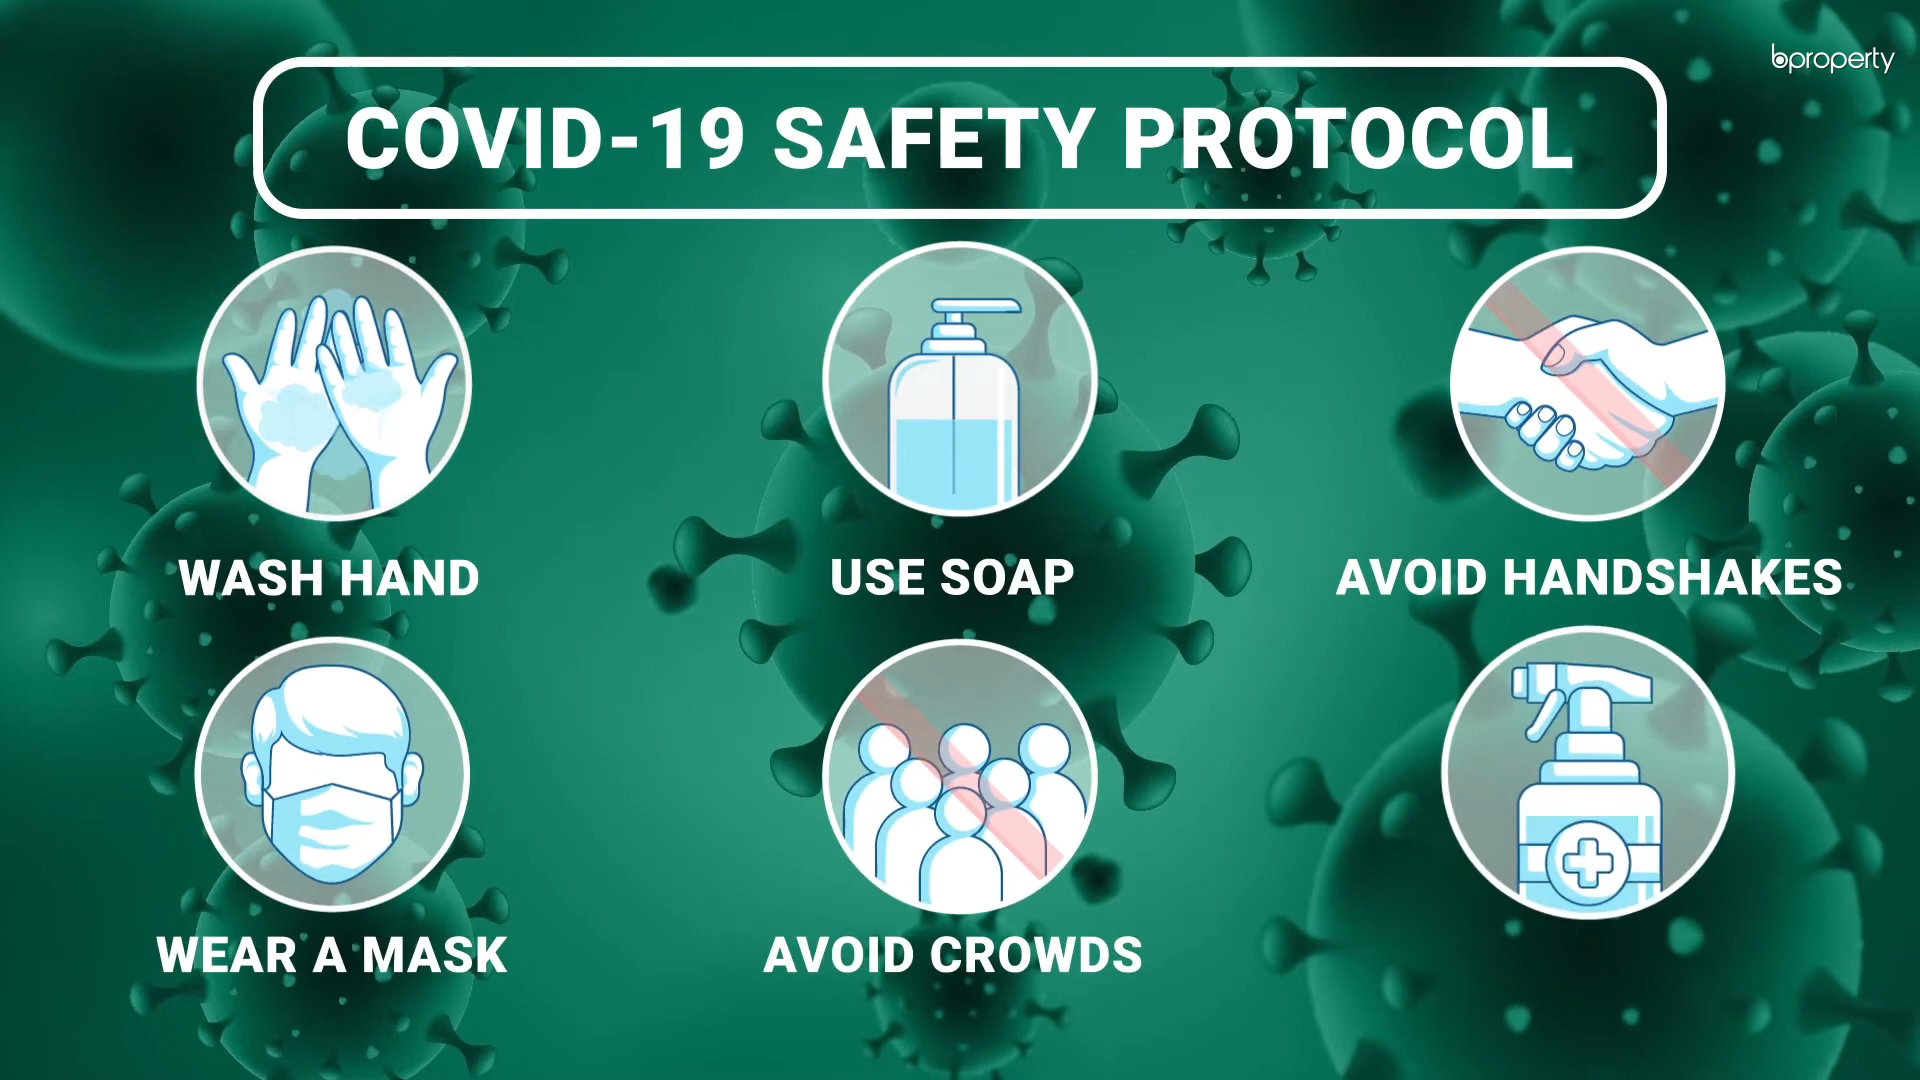 bproperty
COVID-19 SAFETY PROTOCOL
WASH HAND
USE SOAP
AVOID HANDSHAKES
WEAR A MASK
AVOID CROWDS